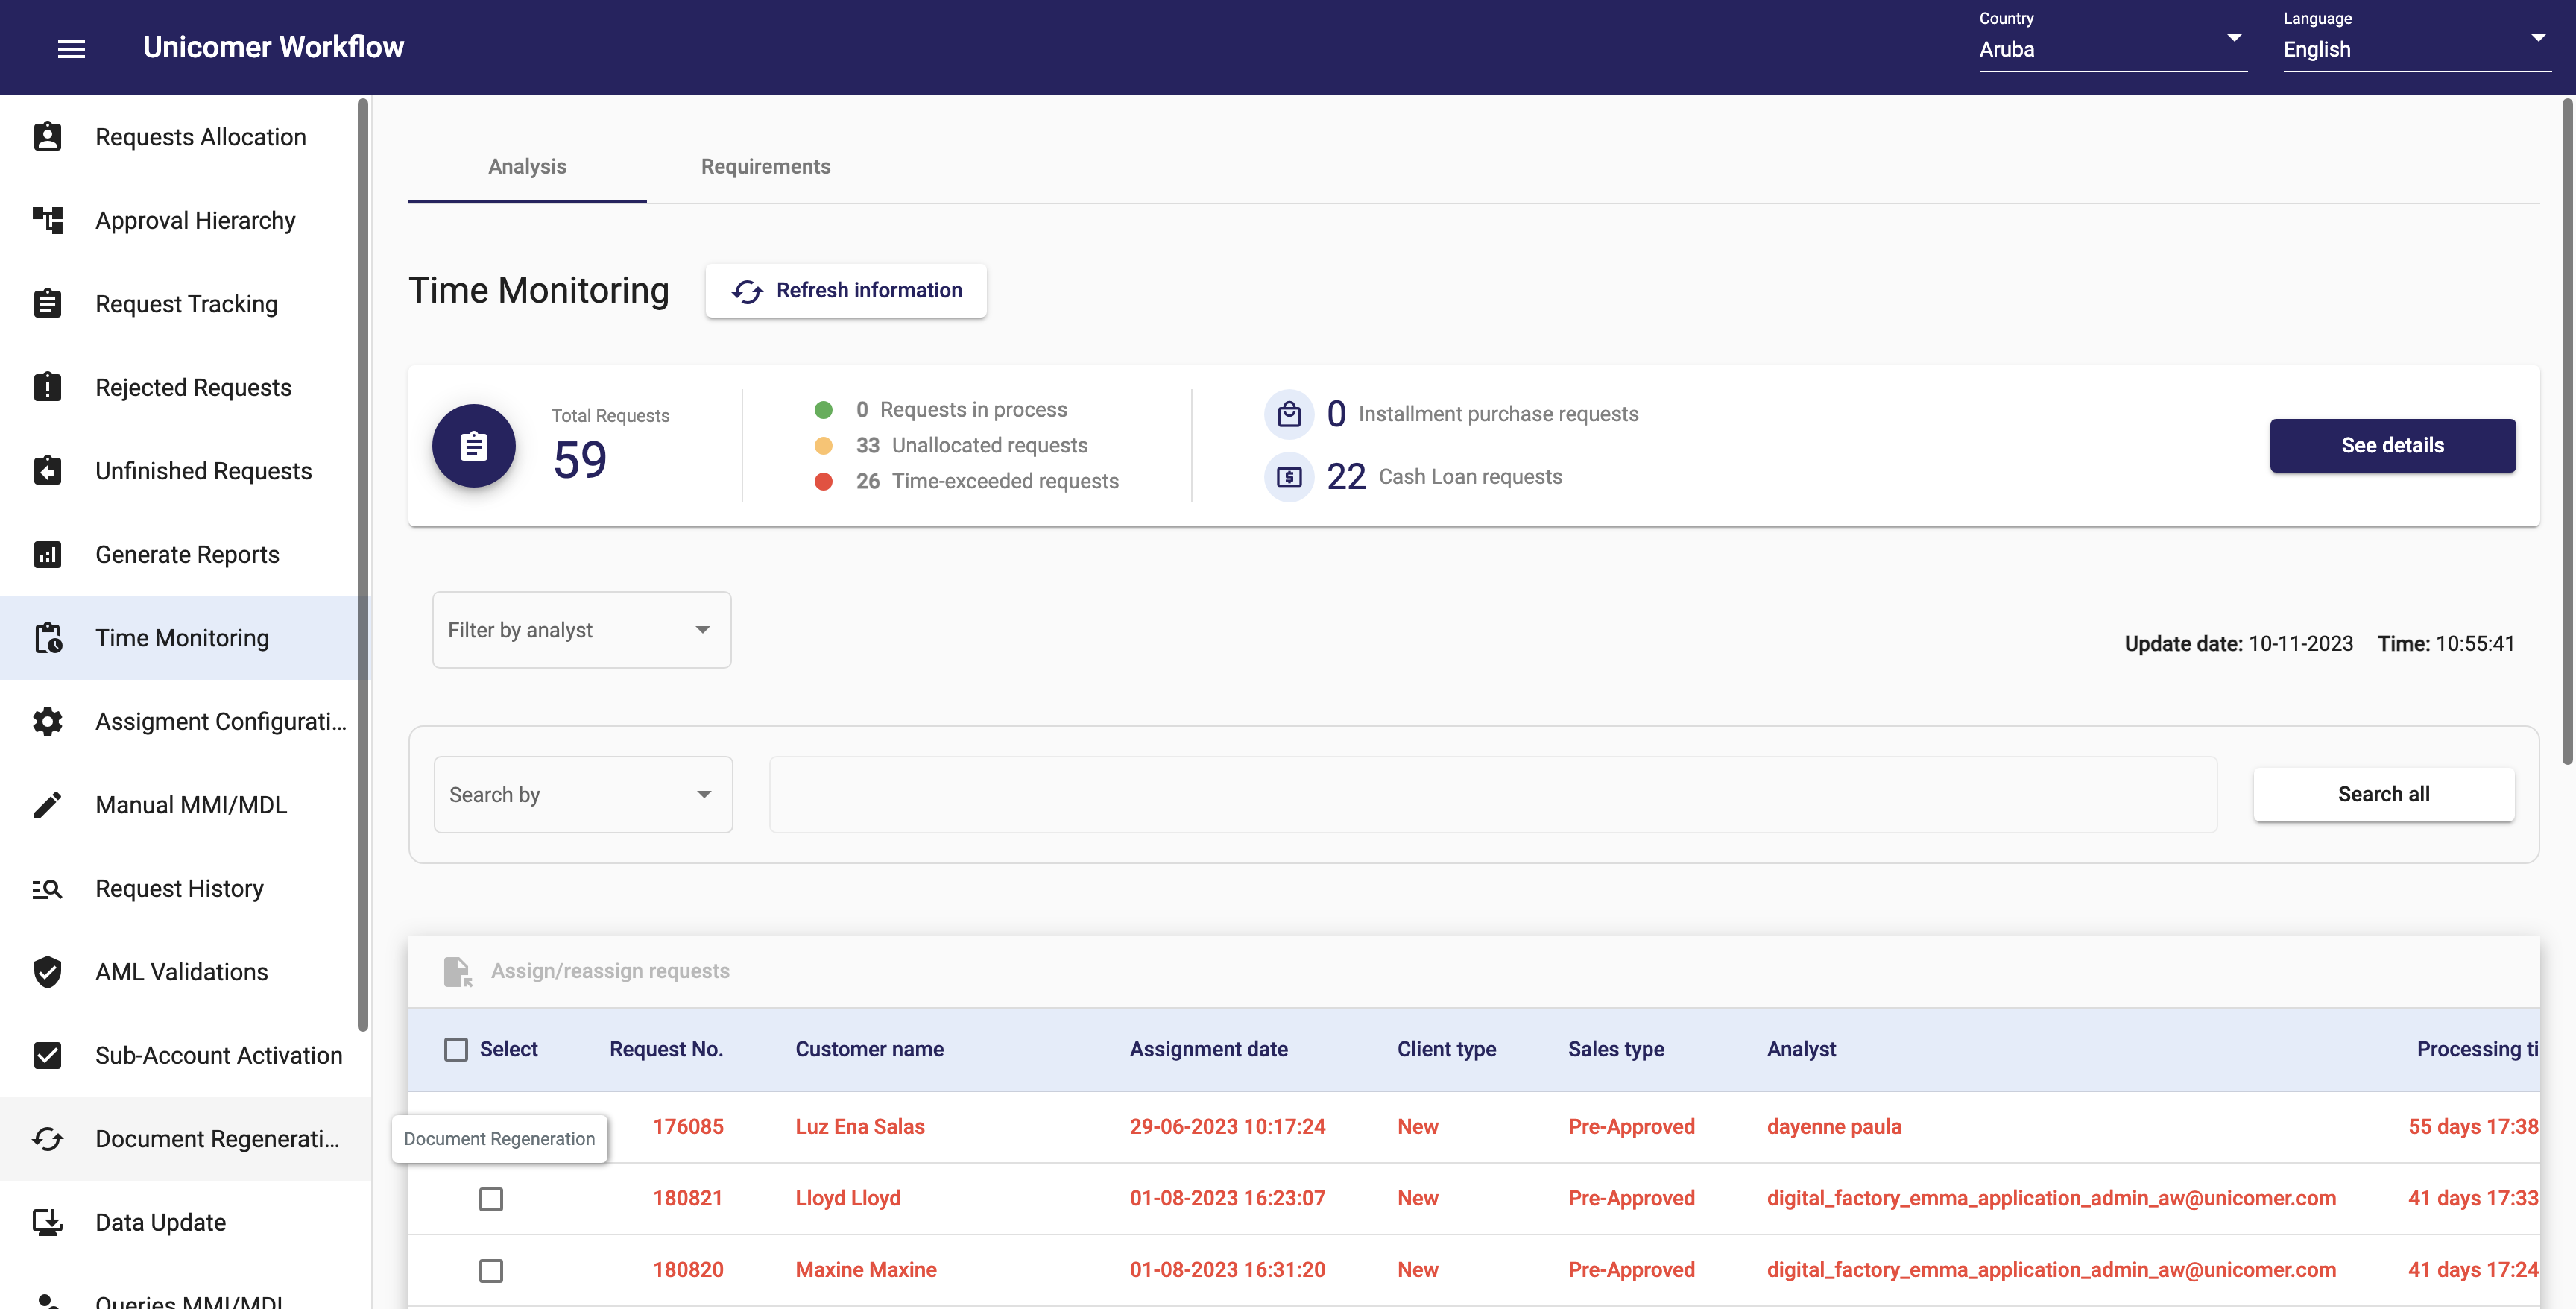 Unicomer Workflow
Country
Aruba
Language
English
Requests Allocation
Approval Hierarchy
Request Tracking
Rejected Requests
Unfinished Requests
Generate Reports
Time Monitoring
Assigment Configurati...
Manual MMI/MDL
Request History
AML Validations
Sub-Account Activation
Document Regenerati...
Data Update
Queries MMI/MDL
Analysis
Requirements
Time Monitoring
Refresh information
Total Requests
59
0 Requests in process
33 Unallocated requests
26 Time-exceeded requests
0 Installment purchase requests
22 Cash Loan requests
See details
Filter by analyst
Update date: 10-11-2023 Time: 10:55:41
Search by
Search all
Assign/reassign requests
Select Request No. Customer name Assignment date Client type Sales type Analyst Processing ti
Document Regeneration
176085 Luz Ena Salas 29-06-2023 10:17:24 New Pre-Approved dayenne paula 55 days 17:38
180821 Lloyd Lloyd 01-08-2023 16:23:07 New Pre-Approved digital_factory_emma_application_admin_aw@unicomer.com 41 days 17:33
180820 Maxine Maxine 01-08-2023 16:31:20 New Pre-Approved digital_factory_emma_application_admin_aw@unicomer.com 41 days 17:24